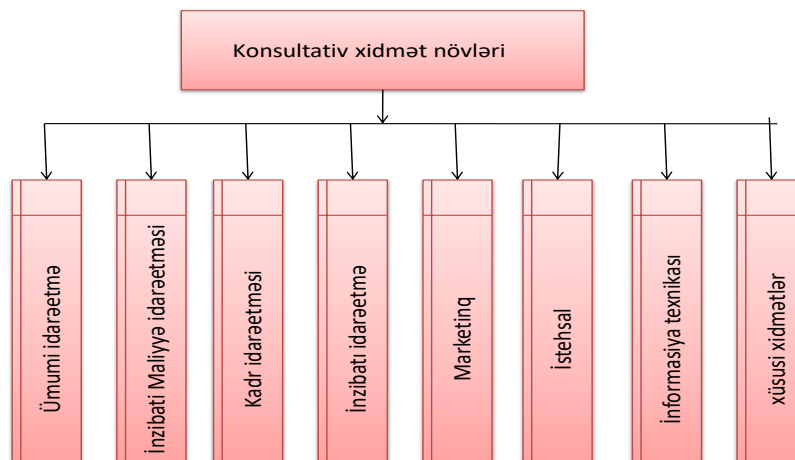 Konsultativ xidmət növləri
Ümumi idarəetmə
İnzibati Maliyyə idarəetməsi
Kadr idarəetməsi
İnzibatı idarəetmə
Marketinq
İstehsal
İnformasiya texnikası
xüsusi xidmətlər